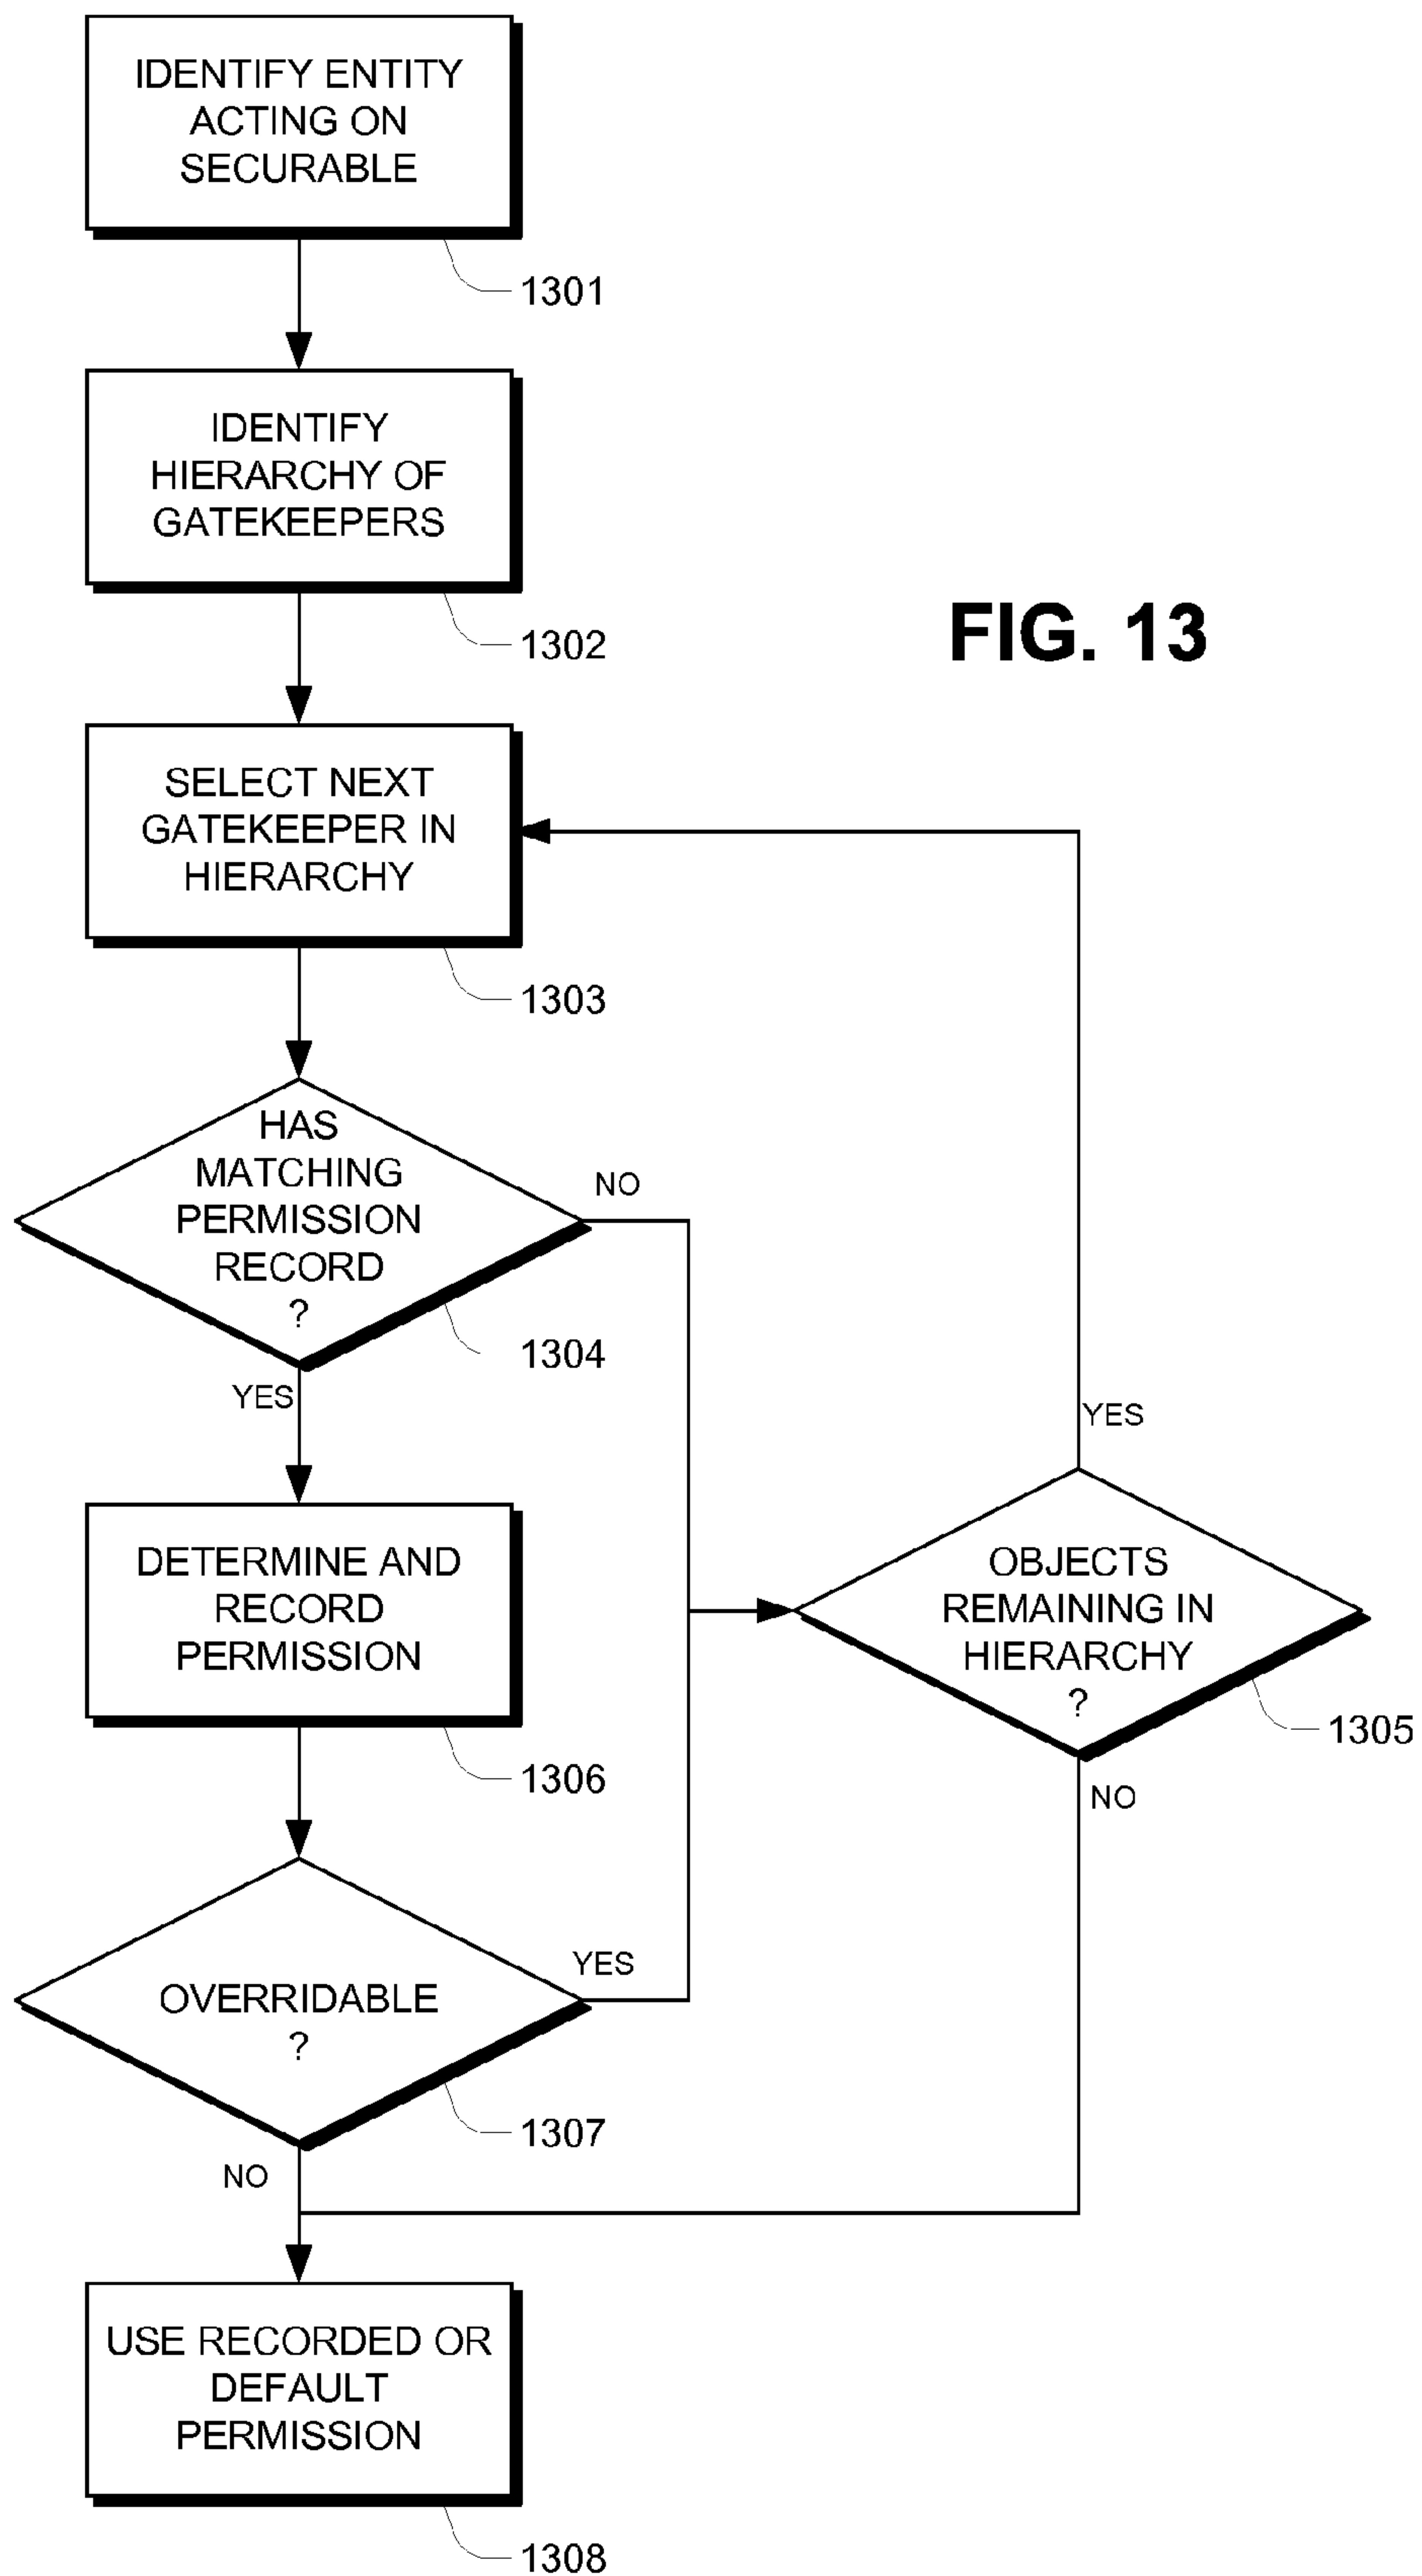 IDENTIFY ENTITY
ACTING ON
SECURABLE
1301
IDENTIFY
HIERARCHY OF
GATEKEEPERS
1302
FIG. 13
SELECT NEXT
GATEKEEPER IN
HIERARCHY
1303
HAS
MATCHING
PERMISSION
RECORD
?
NO
1304
YES
YES
DETERMINE AND
RECORD
PERMISSION
1306
OBJECTS
REMAINING IN
HIERARCHY
?
1305
NO
OVERRIDABLE
?
YES
1307
NO
USE RECORDED OR
DEFAULT
PERMISSION
1308